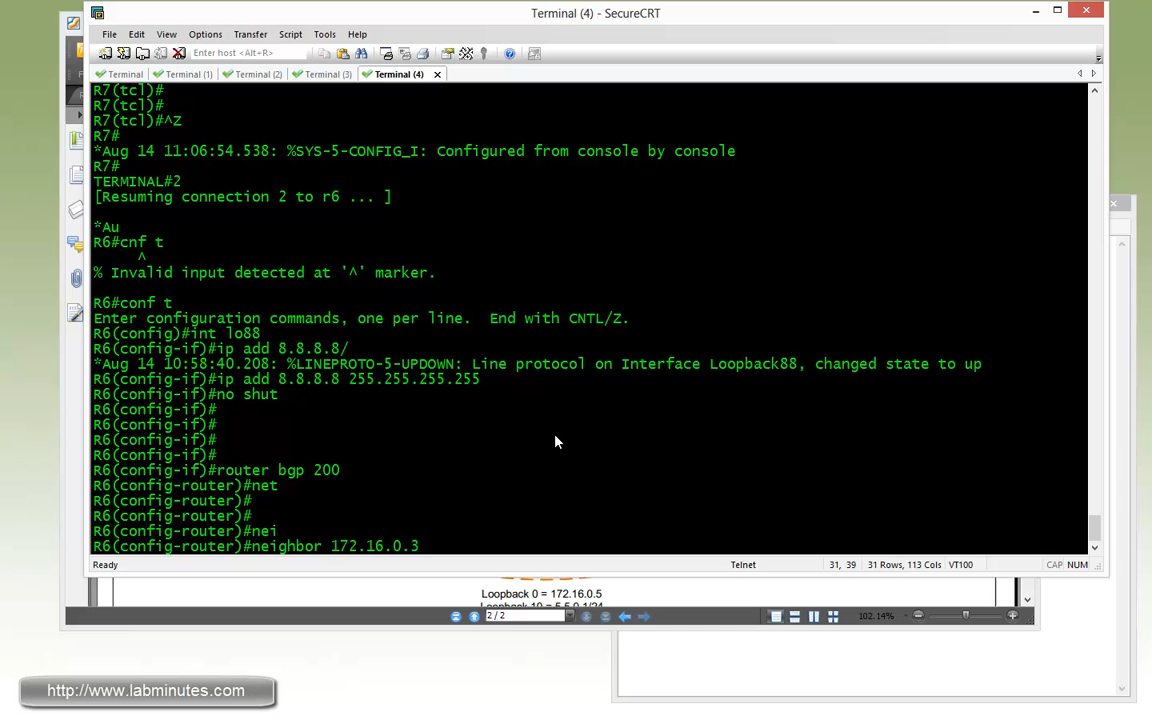 Terminal (4) - SecureCRT
File Edit View Options Transfer Script Tools Help
Enter host <Alt+R>
Terminal Terminal (1) Terminal (2) Terminal (3) Terminal (4)
R7(tcl)#
R7(tcl)#
R7(tcl)#^Z
R7#
*Aug 14 11:06:54.538: %SYS-5-CONFIG_I: Configured from console by console
R7#
TERMINAL#2
[Resuming connection 2 to r6 ... ]
*Au
R6#cnf t
^
% Invalid input detected at '^' marker.
R6#conf t
Enter configuration commands, one per line. End with CNTL/Z.
R6(config)#int lo88
R6(config-if)#ip add 8.8.8.8/
*Aug 14 10:58:40.208: %LINEPROTO-5-UPDOWN: Line protocol on Interface Loopback88, changed state to up
R6(config-if)#ip add 8.8.8.8 255.255.255.255
R6(config-if)#no shut
R6(config-if)#
R6(config-if)#
R6(config-if)#
R6(config-if)#
R6(config-if)#router bgp 200
R6(config-router)#net
R6(config-router)#
R6(config-router)#
R6(config-router)#nei
R6(config-router)#neighbor 172.16.0.3
Ready Telnet 31, 39 31 Rows, 113 Cols VT100 CAP NUM
Loopback 0 = 172.16.0.5
Loopback 10 = 5.5.0.1/24
2 / 2 102.14%
http://www.labminutes.com